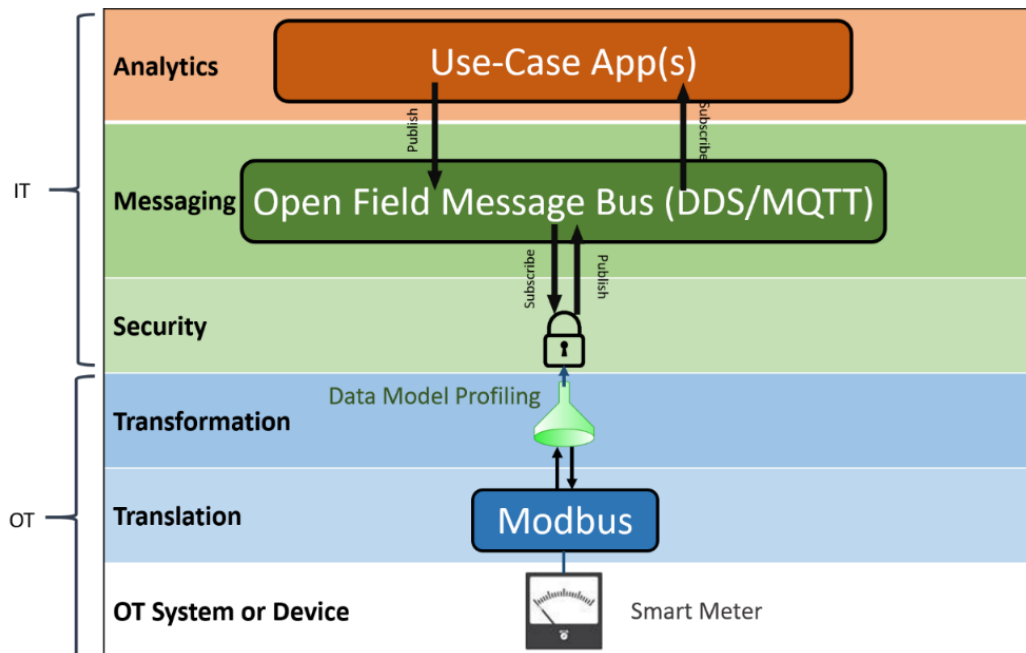 Analytics
Use-Case App(s)
Publish
Subscribe
IT
Messaging
Open Field Message Bus (DDS/MQTT)
Subscribe
Publish
Security
Data Model Profiling
Transformation
OT
Translation
Modbus
OT System or Device
Smart Meter